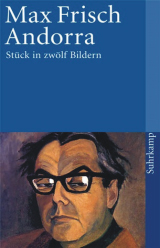 Max Frisch
Andorra
Stück in zwölf Bildern
Suhrkamp